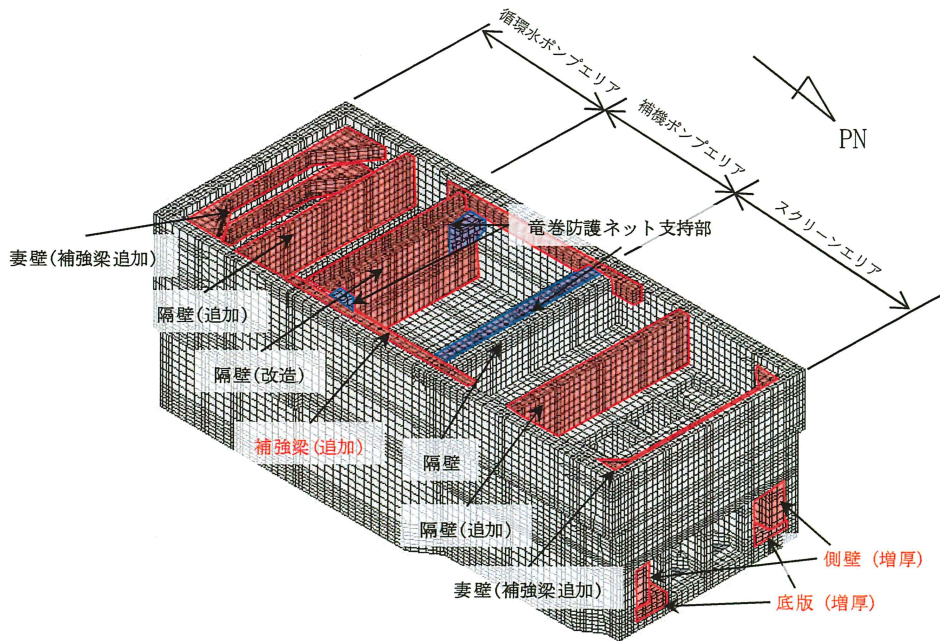 循環水ポンプエリア
補機ポンプエリア
スクリーンエリア
PN
竜巻防護ネット支持部
妻壁(補強梁追加)
隔壁(追加)
隔壁(改造)
補強梁(追加)
隔壁
隔壁(追加)
妻壁(補強梁追加)
側壁(増厚)
底版(増厚)